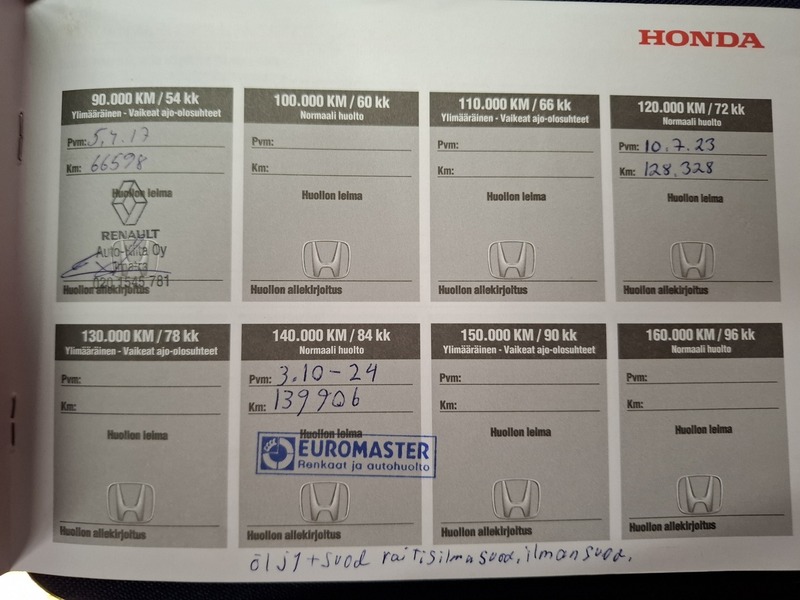 HONDA
90.000 KM / 54 kk
Ylimääräinen - Vaikeat ajo-olosuhteet
Pvm: 5.4.17
Km: 66598
Huollon leima
RENAULT
Auto-Kilta Oy
020 1545 781
Huollon allekirjoitus
100.000 KM / 60 kk
Normaali huolto
Pvm:
Km:
Huollon leima
Huollon allekirjoitus
110.000 KM / 66 kk
Ylimääräinen - Vaikeat ajo-olosuhteet
Pvm:
Km:
Huollon leima
Huollon allekirjoitus
120.000 KM / 72 kk
Normaali huolto
Pvm: 10.7.23
Km: 128.328
Huollon leima
Huollon allekirjoitus
130.000 KM / 78 kk
Ylimääräinen - Vaikeat ajo-olosuhteet
Pvm:
Km:
Huollon leima
Huollon allekirjoitus
140.000 KM / 84 kk
Normaali huolto
Pvm: 3.10-24
Km: 139906
Huollon leima
EUROMASTER
Renkaat ja autohuolto
Huollon allekirjoitus
150.000 KM / 90 kk
Ylimääräinen - Vaikeat ajo-olosuhteet
Pvm:
Km:
Huollon leima
Huollon allekirjoitus
160.000 KM / 96 kk
Normaali huolto
Pvm:
Km:
Huollon leima
Huollon allekirjoitus
öljy+suod raitisilmasuod, ilmansuod.